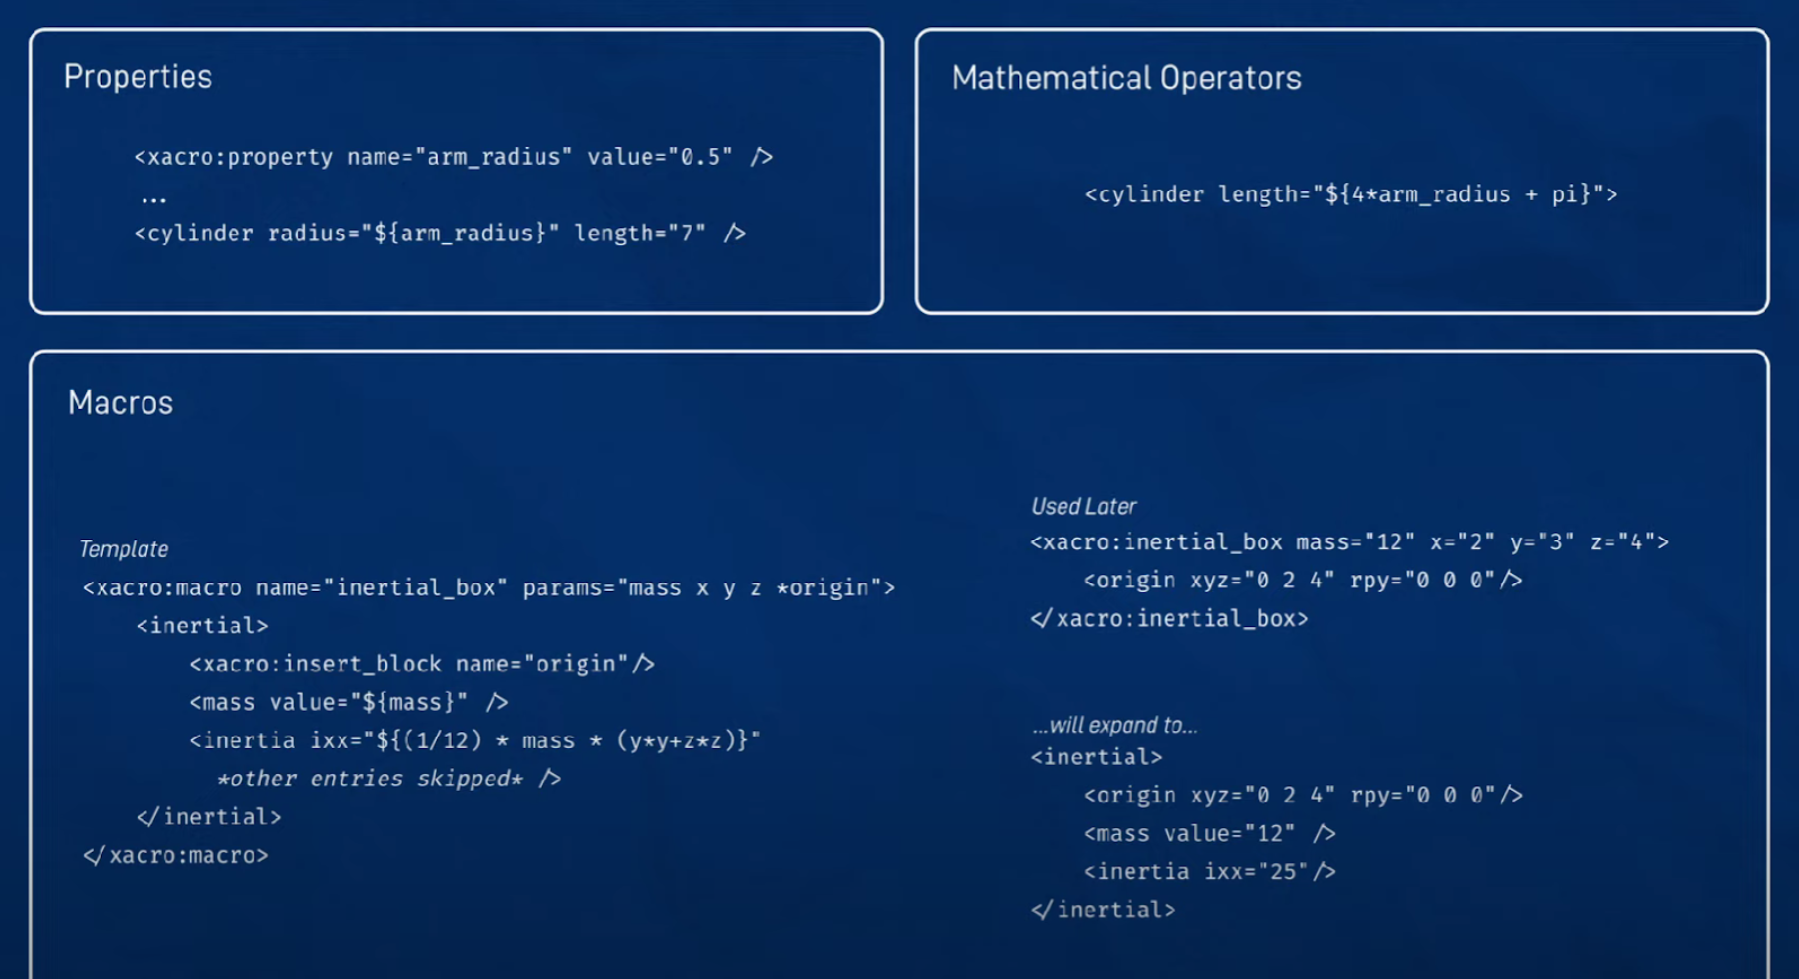 Properties
<xacro:property name="arm_radius" value="0.5" />
...
<cylinder radius="${arm_radius}" length="7" />
Mathematical Operators
<cylinder length="${4*arm_radius + pi}">
Macros
Template
<xacro:macro name="inertial_box" params="mass x y z *origin">
<inertial>
<xacro:insert_block name="origin"/>
<mass value="${mass}" />
<inertia ixx="${(1/12) * mass * (y*y+z*z)}"
*other entries skipped* />
</inertial>
</xacro:macro>
Used Later
<xacro:inertial_box mass="12" x="2" y="3" z="4">
<origin xyz="0 2 4" rpy="0 0 0"/>
</xacro:inertial_box>
...will expand to...
<inertial>
<origin xyz="0 2 4" rpy="0 0 0"/>
<mass value="12" />
<inertia ixx="25"/>
</inertial>